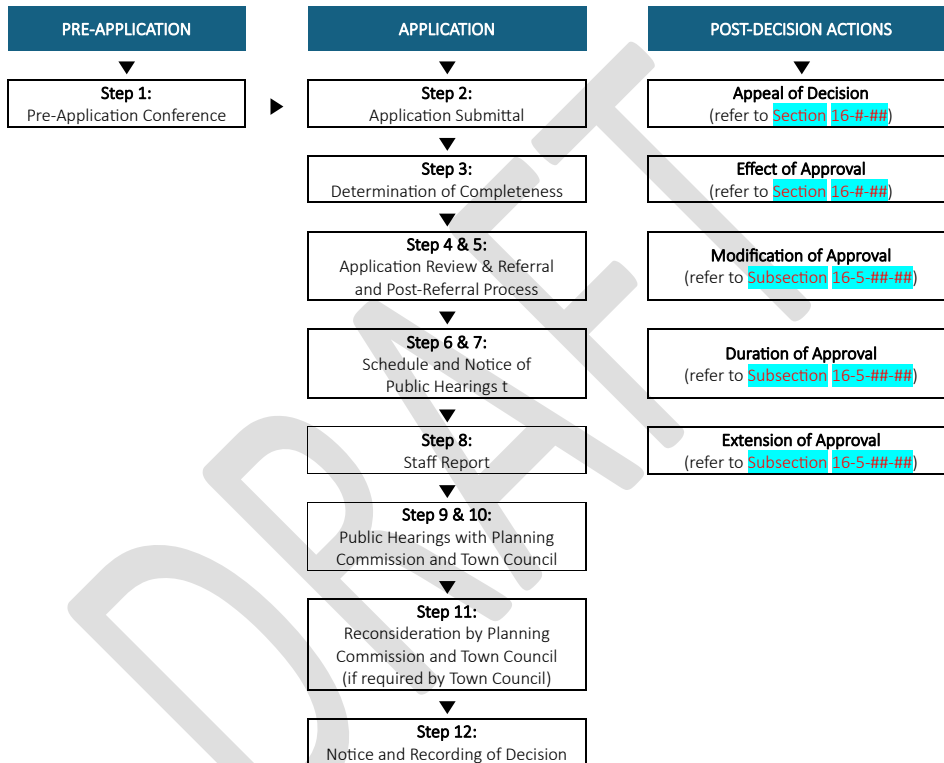 PRE-APPLICATION
Step 1:
Pre-Application Conference
APPLICATION
Step 2:
Application Submittal
Step 3:
Determination of Completeness
Step 4 & 5:
Application Review & Referral
and Post-Referral Process
Step 6 & 7:
Schedule and Notice of
Public Hearings t
Step 8:
Staff Report
Step 9 & 10:
Public Hearings with Planning
Commission and Town Council
Step 11:
Reconsideration by Planning
Commission and Town Council
(if required by Town Council)
Step 12:
Notice and Recording of Decision
POST-DECISION ACTIONS
Appeal of Decision
(refer to Section 16-#-##)
Effect of Approval
(refer to Section 16-#-##)
Modification of Approval
(refer to Subsection 16-5-##-##)
Duration of Approval
(refer to Subsection 16-5-##-##)
Extension of Approval
(refer to Subsection 16-5-##-##)
DRAFT